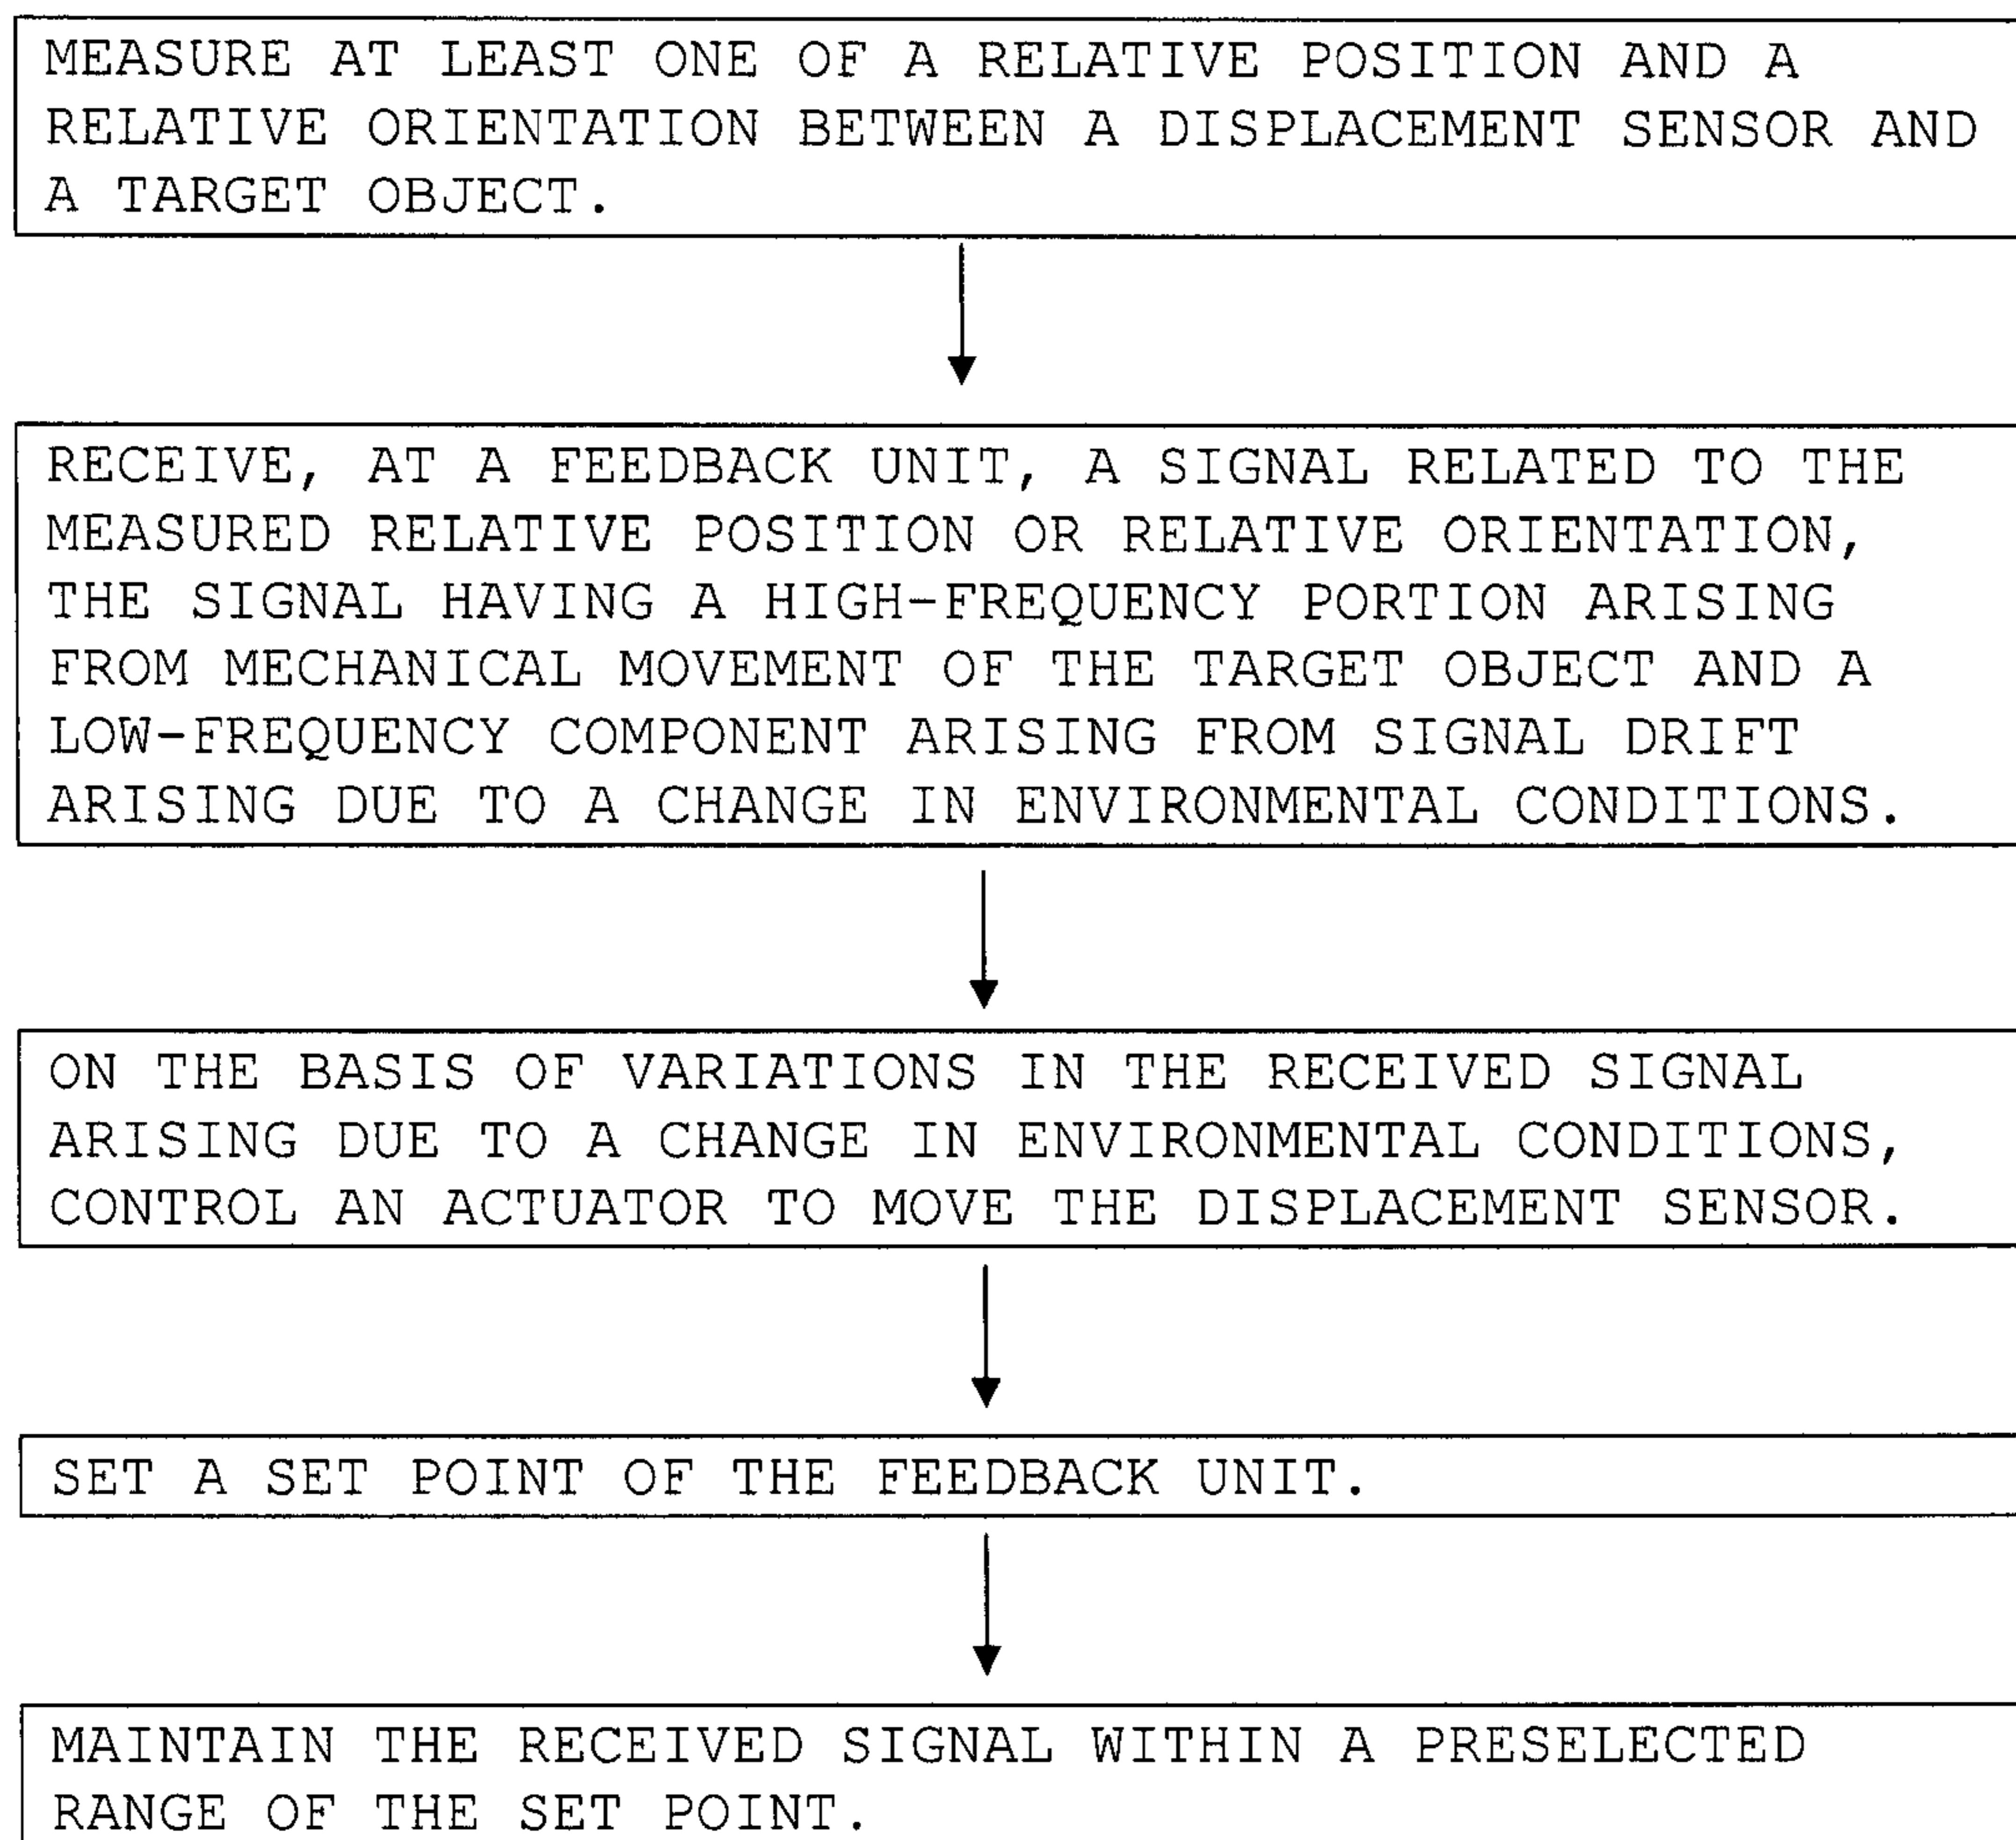 MEASURE AT LEAST ONE OF A RELATIVE POSITION AND A
RELATIVE ORIENTATION BETWEEN A DISPLACEMENT SENSOR AND
A TARGET OBJECT.
RECEIVE, AT A FEEDBACK UNIT, A SIGNAL RELATED TO THE
MEASURED RELATIVE POSITION OR RELATIVE ORIENTATION,
THE SIGNAL HAVING A HIGH-FREQUENCY PORTION ARISING
FROM MECHANICAL MOVEMENT OF THE TARGET OBJECT AND A
LOW-FREQUENCY COMPONENT ARISING FROM SIGNAL DRIFT
ARISING DUE TO A CHANGE IN ENVIRONMENTAL CONDITIONS.
ON THE BASIS OF VARIATIONS IN THE RECEIVED SIGNAL
ARISING DUE TO A CHANGE IN ENVIRONMENTAL CONDITIONS,
CONTROL AN ACTUATOR TO MOVE THE DISPLACEMENT SENSOR.
SET A SET POINT OF THE FEEDBACK UNIT.
MAINTAIN THE RECEIVED SIGNAL WITHIN A PRESELECTED
RANGE OF THE SET POINT.